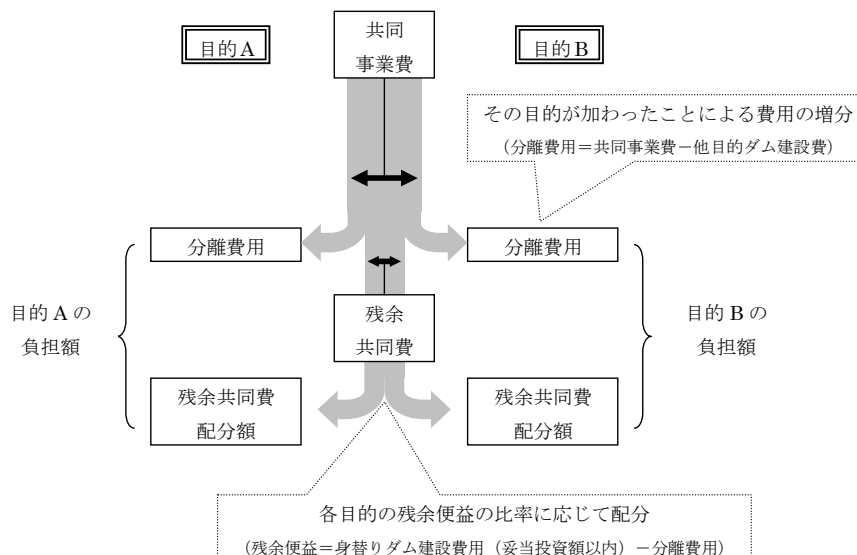 目的A
共同
事業費
目的B
その目的が加わったことによる費用の増分
（分離費用＝共同事業費－他目的ダム建設費）
分離費用
分離費用
目的 A の
負担額
残余
共同費
目的 B の
負担額
残余共同費
配分額
残余共同費
配分額
各目的の残余便益の比率に応じて配分
（残余便益＝身替りダム建設費用（妥当投資額以内）－分離費用）